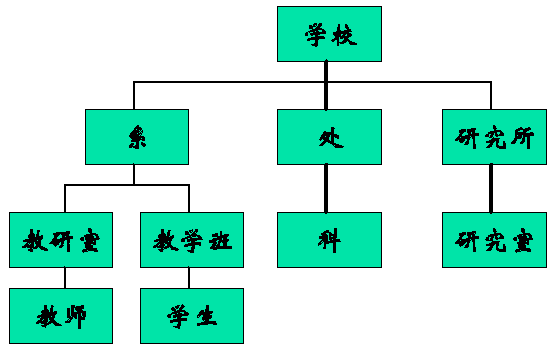 学校
系
处
研究所
教研室
教学班
科
研究室
教师
学生